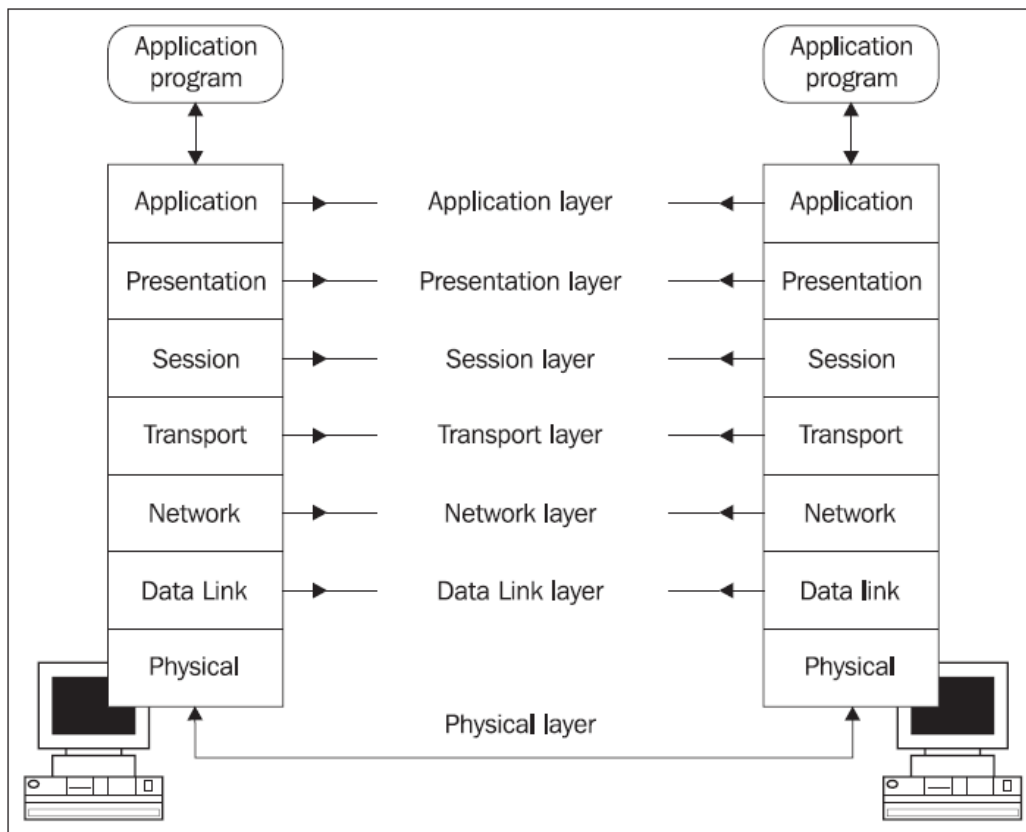 Application
program
Application
program
Application
Application layer
Application
Presentation
Presentation layer
Presentation
Session
Session layer
Session
Transport
Transport layer
Transport
Network
Network layer
Network
Data Link
Data Link layer
Data link
Physical
Physical
Physical layer